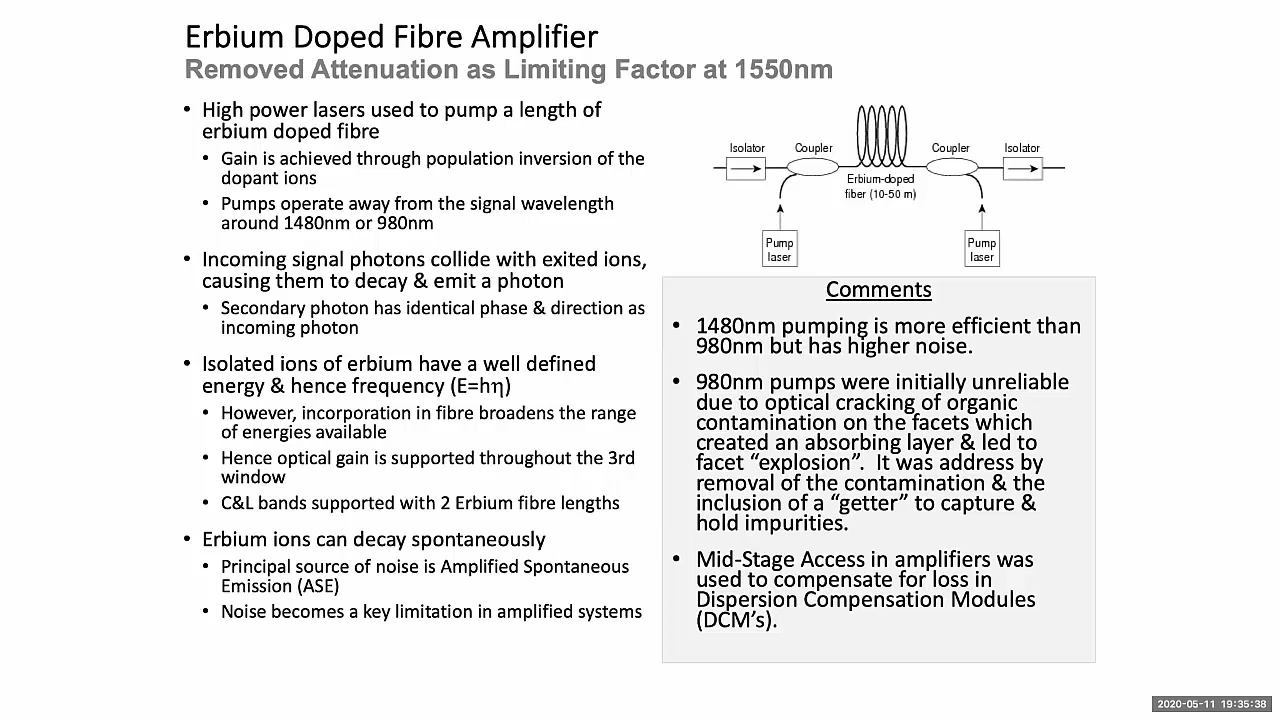 Erbium Doped Fibre Amplifier
Removed Attenuation as Limiting Factor at 1550nm
• High power lasers used to pump a length of
erbium doped fibre
• Gain is achieved through population inversion of the
dopant ions
• Pumps operate away from the signal wavelength
around 1480nm or 980nm
• Incoming signal photons collide with exited ions,
causing them to decay & emit a photon
• Secondary photon has identical phase & direction as
incoming photon
• Isolated ions of erbium have a well defined
energy & hence frequency (E=hη)
• However, incorporation in fibre broadens the range
of energies available
• Hence optical gain is supported throughout the 3rd
window
• C&L bands supported with 2 Erbium fibre lengths
• Erbium ions can decay spontaneously
• Principal source of noise is Amplified Spontaneous
Emission (ASE)
• Noise becomes a key limitation in amplified systems
Isolator
Coupler
Coupler
Isolator
Erbium-doped
fiber (10-50 m)
Pump
laser
Pump
laser
Comments
• 1480nm pumping is more efficient than
980nm but has higher noise.
• 980nm pumps were initially unreliable
due to optical cracking of organic
contamination on the facets which
created an absorbing layer & led to
facet “explosion”. It was address by
removal of the contamination & the
inclusion of a “getter” to capture &
hold impurities.
• Mid-Stage Access in amplifiers was
used to compensate for loss in
Dispersion Compensation Modules
(DCM’s).
2020-05-11 19:35:38